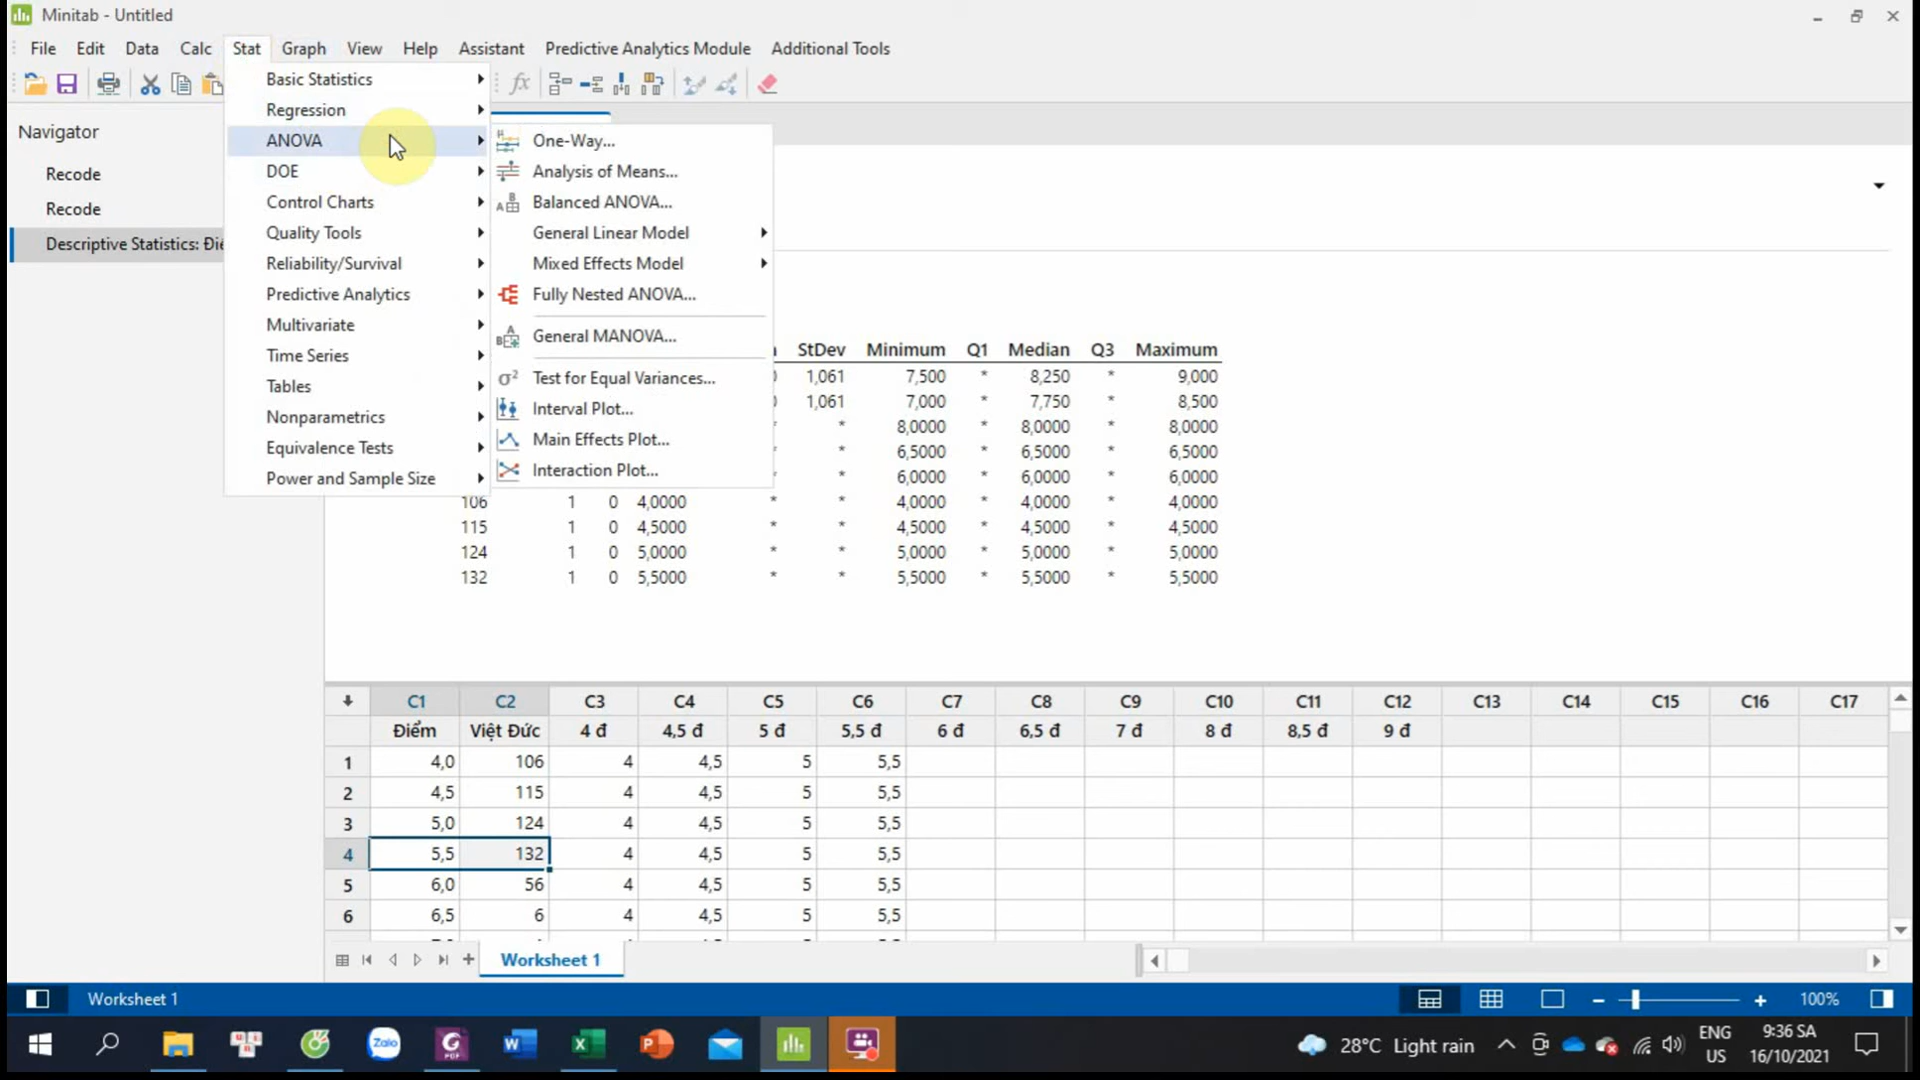 Minitab - Untitled
File Edit Data Calc Stat Graph View Help Assistant Predictive Analytics Module Additional Tools
Navigator
Recode
Recode
Descriptive Statistics:
Basic Statistics
Regression
ANOVA
DOE
Control Charts
Quality Tools
Reliability/Survival
Predictive Analytics
Multivariate
Time Series
Tables
Nonparametrics
Equivalence Tests
Power and Sample Size
One-Way...
Analysis of Means...
Balanced ANOVA...
General Linear Model
Mixed Effects Model
Fully Nested ANOVA...
General MANOVA...
Test for Equal Variances...
Interval Plot...
Main Effects Plot...
Interaction Plot...
StDev Minimum Q1 Median Q3 Maximum
1,061 7,500 * 8,250 * 9,000
1,061 7,000 * 7,750 * 8,500
* 8,0000 * 8,0000 * 8,0000
* 6,5000 * 6,5000 * 6,5000
* 6,0000 * 6,0000 * 6,0000
106 1 0 4,0000 * * 4,0000 * 4,0000 * 4,0000
115 1 0 4,5000 * * 4,5000 * 4,5000 * 4,5000
124 1 0 5,0000 * * 5,0000 * 5,0000 * 5,0000
132 1 0 5,5000 * * 5,5000 * 5,5000 * 5,5000
C1 C2 C3 C4 C5 C6 C7 C8 C9 C10 C11 C12 C13 C14 C15 C16 C17
Điểm Việt Đức 4 đ 4,5 đ 5 đ 5,5 đ 6 đ 6,5 đ 7 đ 8 đ 8,5 đ 9 đ
1 4,0 106 4 4,5 5 5,5
2 4,5 115 4 4,5 5 5,5
3 5,0 124 4 4,5 5 5,5
4 5,5 132 4 4,5 5 5,5
5 6,0 56 4 4,5 5 5,5
6 6,5 6 4 4,5 5 5,5
Worksheet 1
Worksheet 1
100%
Zalo
28°C Light rain
ENG
US
9:36 SA
16/10/2021